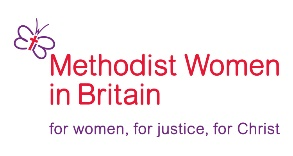 Methodist Women
in Britain
for women, for justice, for Christ